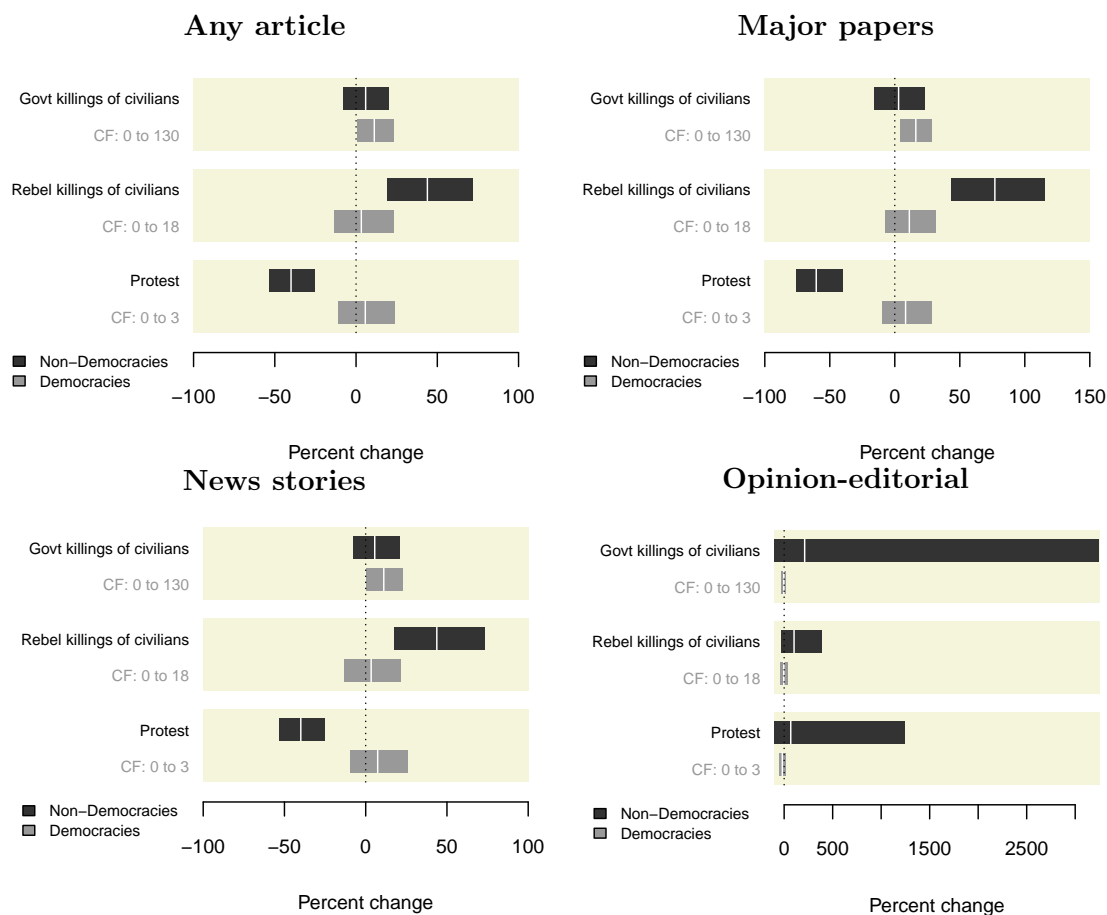 Any article
Govt killings of civilians
CF: 0 to 130
Rebel killings of civilians
CF: 0 to 18
Protest
CF: 0 to 3
Non−Democracies
Democracies
−100 −50 0 50 100
Percent change
Major papers
Govt killings of civilians
CF: 0 to 130
Rebel killings of civilians
CF: 0 to 18
Protest
CF: 0 to 3
Non−Democracies
Democracies
−100 −50 0 50 100 150
Percent change
News stories
Govt killings of civilians
CF: 0 to 130
Rebel killings of civilians
CF: 0 to 18
Protest
CF: 0 to 3
Non−Democracies
Democracies
−100 −50 0 50 100
Percent change
Opinion-editorial
Govt killings of civilians
CF: 0 to 130
Rebel killings of civilians
CF: 0 to 18
Protest
CF: 0 to 3
Non−Democracies
Democracies
0 500 1500 2500
Percent change